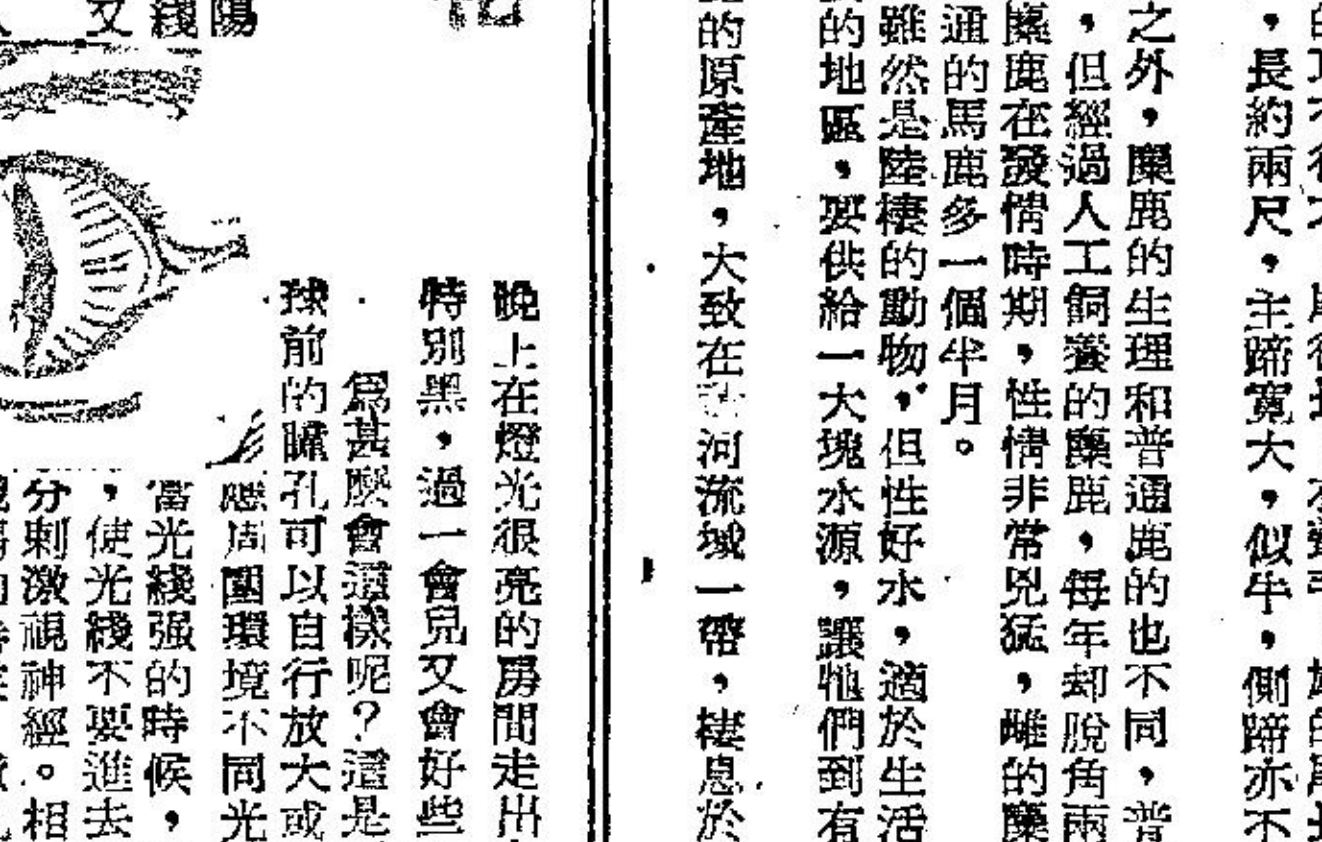 ，長約兩尺，主蹄寬大，似牛，側蹄亦不
之外，麋鹿的生理和普通鹿的也不同，普
，但經過人工飼養的麋鹿，每年却脫角兩
麋鹿在發情時期，性情非常兇猛，雌的麋
通的馬鹿多一個半月。
雖然是陸棲的動物，但性好水，適於生活
的地區，要供給一大塊水源，讓牠們到有
的原產地，大致在 河流域一帶，棲息於
晚上在燈光很亮的房間走出
特別黑，過一會兒又會好些
爲甚麽會這樣呢？這是
球前的瞳孔可以自行放大或
應周圍環境不同光
陽
綫
當光綫强的時候，
又
，使光綫不要進去
分刺激視神經。相